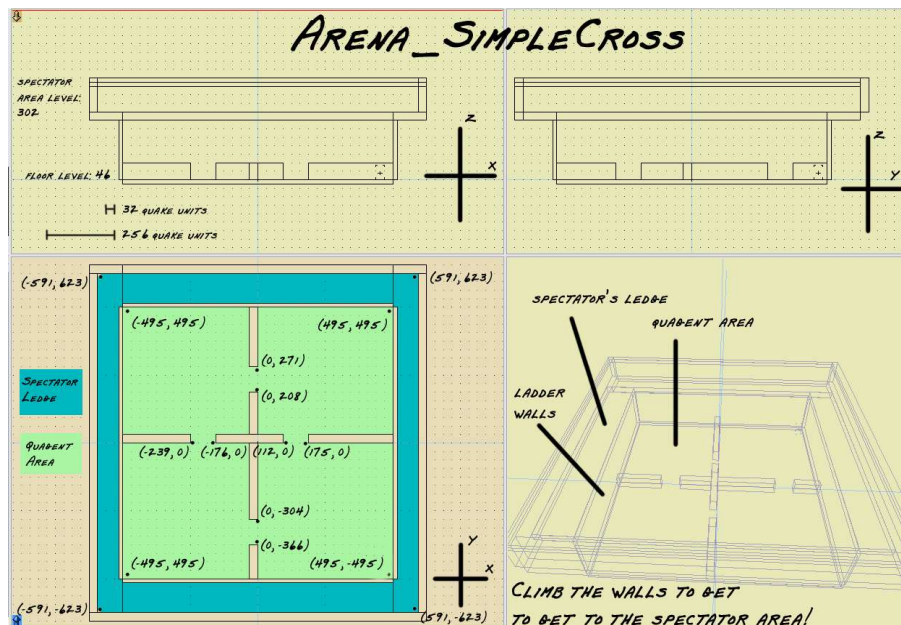 ARENA_SIMPLECROSS
SPECTATOR
AREA LEVEL:
302
FLOOR LEVEL: 46
32 QUAKE UNITS
256 QUAKE UNITS
Z
X
Z
Y
(-591, 623)
(591, 623)
(-495, 495)
(495, 495)
(0, 271)
(0, 208)
SPECTATOR
LEDGE
QUAGENT
AREA
(-239, 0)
(-176, 0)
(112, 0)
(175, 0)
(0, -304)
(0, -366)
(-495, 495)
(495, -495)
(-591, -623)
(591, -623)
Y
X
SPECTATOR'S LEDGE
QUAGENT AREA
LADDER
WALLS
CLIMB THE WALLS TO GET
TO GET TO THE SPECTATOR AREA!